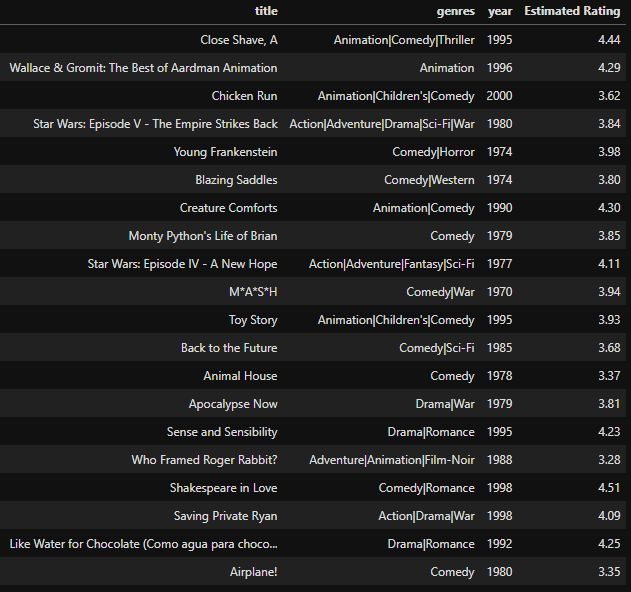 title genres year Estimated Rating
Close Shave, A Animation|Comedy|Thriller 1995 4.44
Wallace & Gromit: The Best of Aardman Animation Animation 1996 4.29
Chicken Run Animation|Children's|Comedy 2000 3.62
Star Wars: Episode V - The Empire Strikes Back Action|Adventure|Drama|Sci-Fi|War 1980 3.84
Young Frankenstein Comedy|Horror 1974 3.98
Blazing Saddles Comedy|Western 1974 3.80
Creature Comforts Animation|Comedy 1990 4.30
Monty Python's Life of Brian Comedy 1979 3.85
Star Wars: Episode IV - A New Hope Action|Adventure|Fantasy|Sci-Fi 1977 4.11
M*A*S*H Comedy|War 1970 3.94
Toy Story Animation|Children's|Comedy 1995 3.93
Back to the Future Comedy|Sci-Fi 1985 3.68
Animal House Comedy 1978 3.37
Apocalypse Now Drama|War 1979 3.81
Sense and Sensibility Drama|Romance 1995 4.23
Who Framed Roger Rabbit? Adventure|Animation|Film-Noir 1988 3.28
Shakespeare in Love Comedy|Romance 1998 4.51
Saving Private Ryan Action|Drama|War 1998 4.09
Like Water for Chocolate (Como agua para choco... Drama|Romance 1992 4.25
Airplane! Comedy 1980 3.35